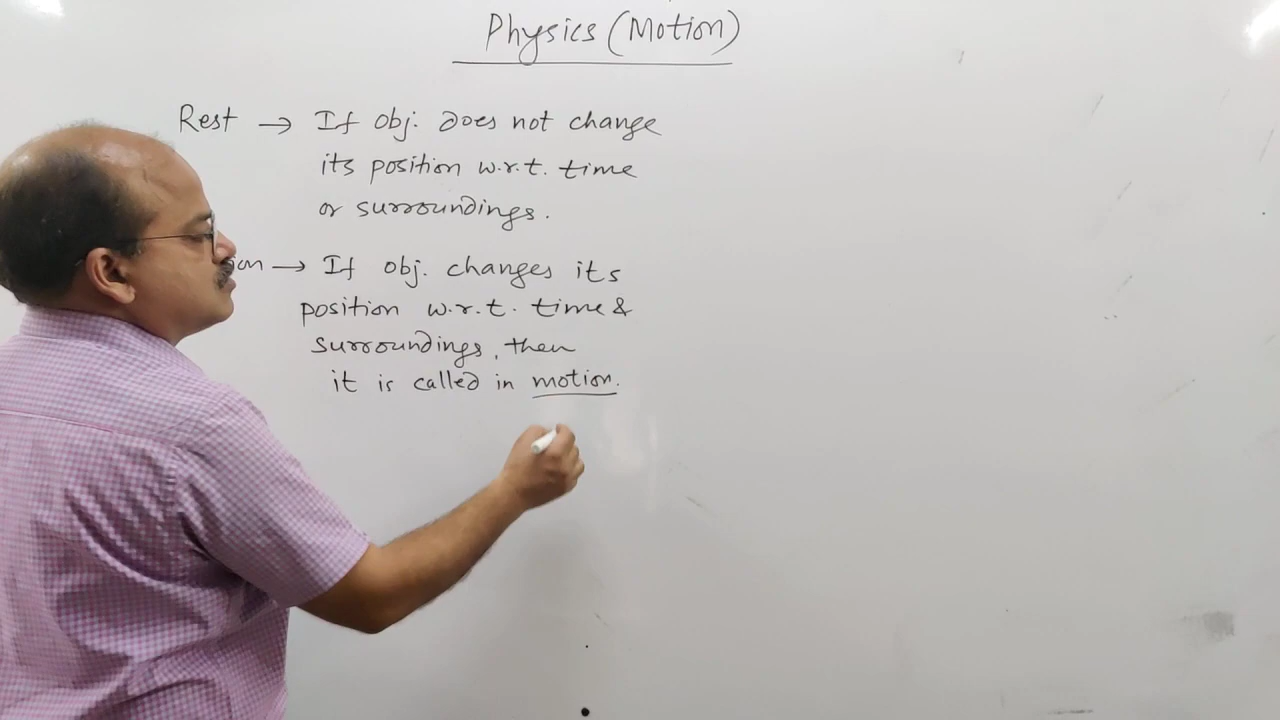 Physics (Motion)
Rest → If obj. does not change
its position w.r.t. time
or surroundings.
→ If obj. changes its
position w.r.t. time &
surroundings, then
it is called in motion.